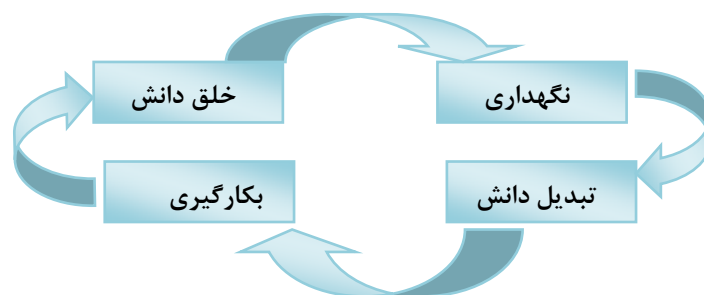 خلق دانش
نگهداری
تبدیل دانش
بکارگیری